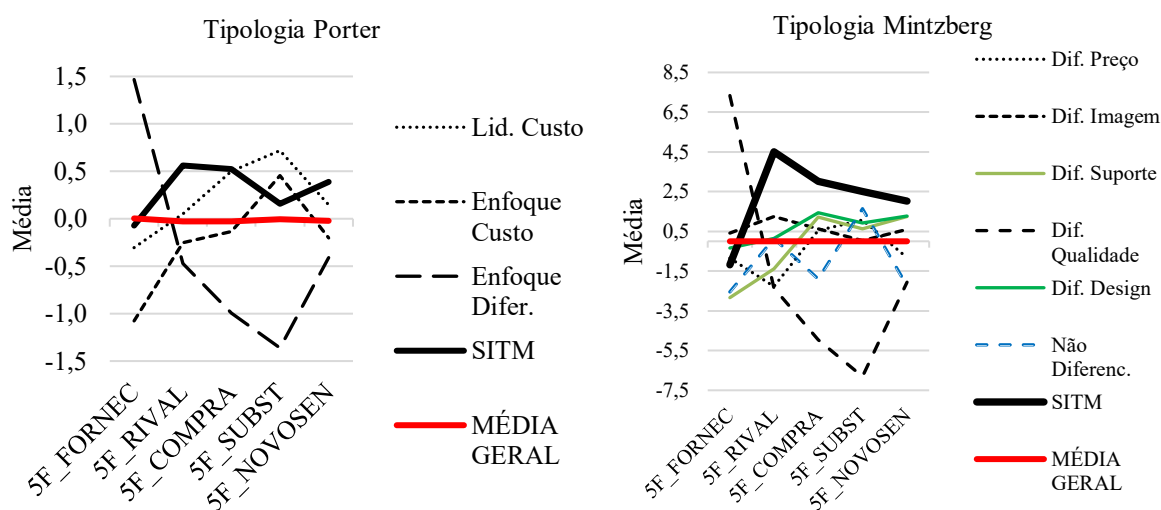 Tipologia Porter
Média
1,5
1,0
0,5
0,0
-0,5
-1,0
-1,5
5F_FORNEC
5F_RIVAL
5F_COMPRA
5F_SUBST
5F_NOVOSEN
Lid. Custo
Enfoque
Custo
Enfoque
Difer.
SITM
MÉDIA
GERAL
Tipologia Mintzberg
Média
8,5
6,5
4,5
2,5
0,5
-1,5
-3,5
-5,5
-7,5
5F_FORNEC
5F_RIVAL
5F_COMPRA
5F_SUBST
5F_NOVOSEN
Dif. Preço
Dif. Imagem
Dif. Suporte
Dif.
Qualidade
Dif. Design
Não
Diferenc.
SITM
MÉDIA
GERAL